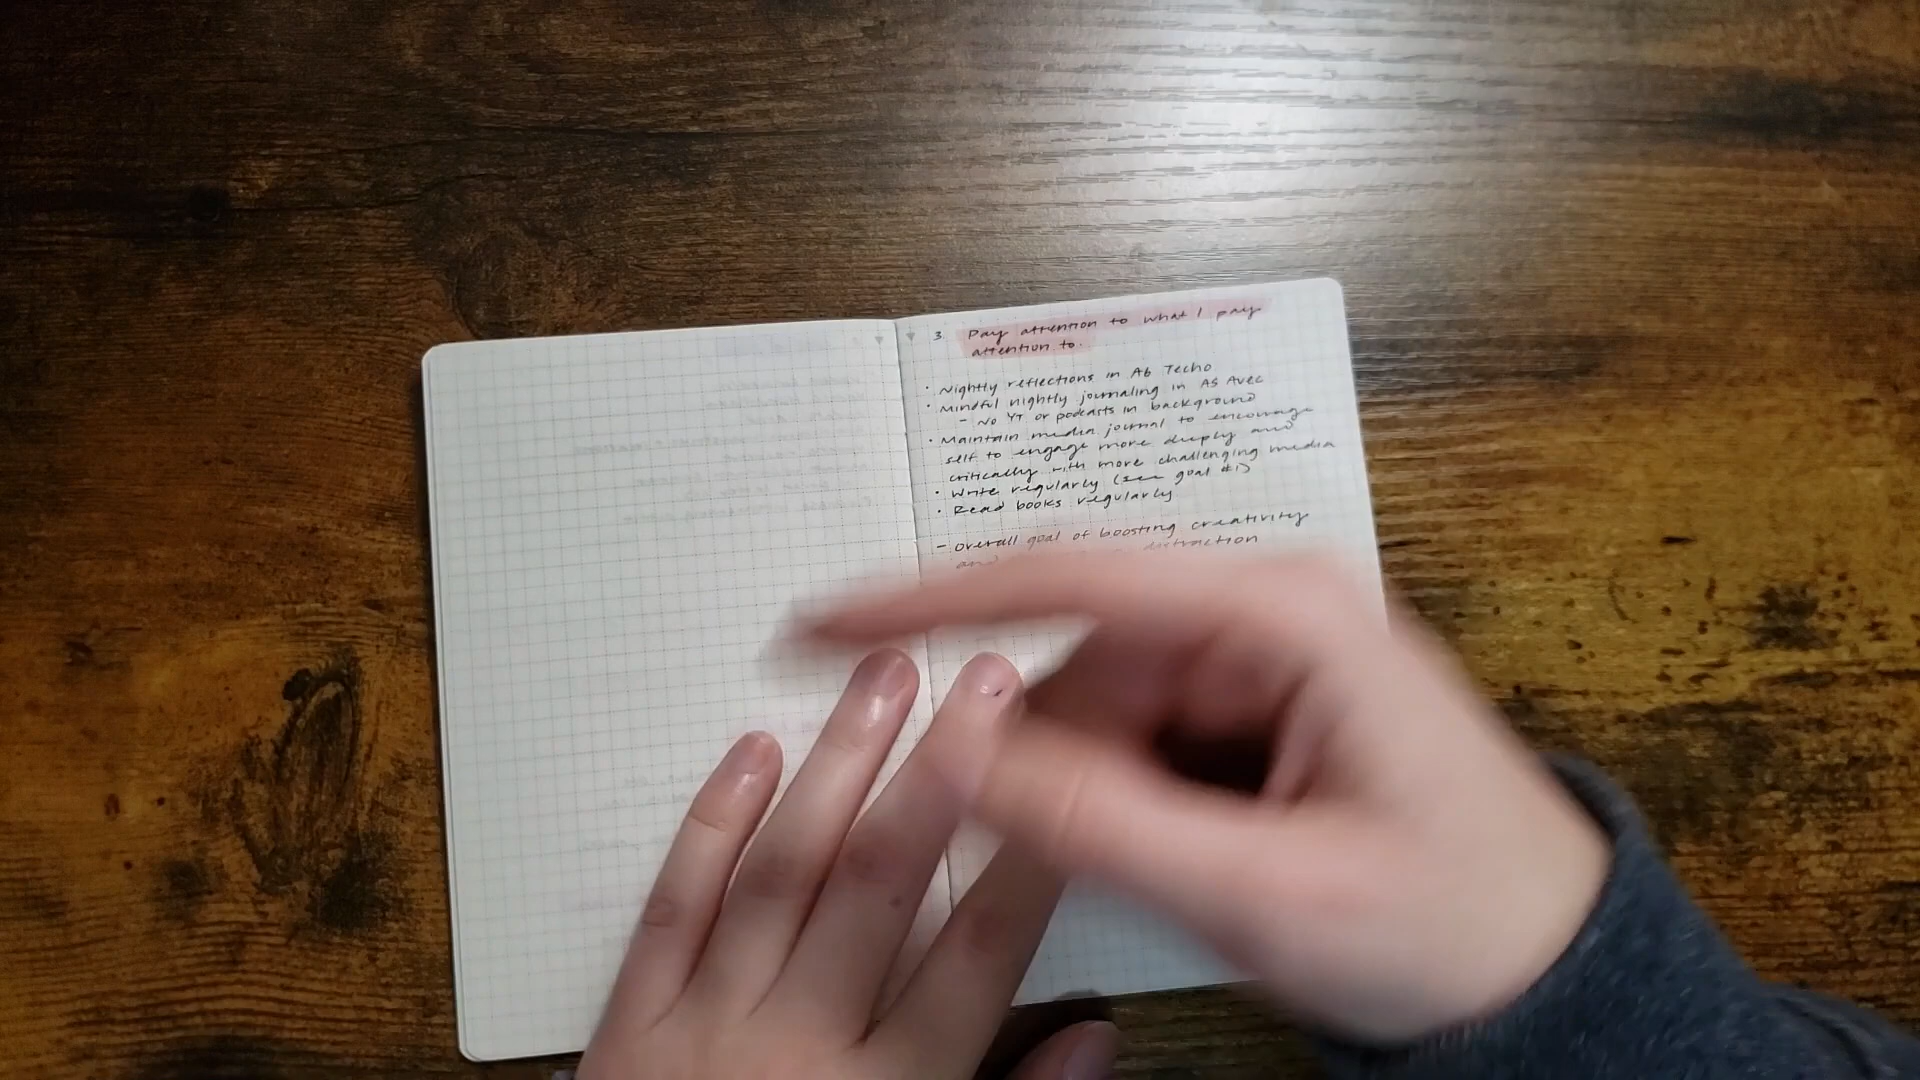 3. Pay attention to what I pay
attention to.
• Nightly reflections in A6 Techo
• Mindful nightly journaling in A5 Avec
- No YT or podcasts in background
• Maintain media journal to encourage
self to engage more deeply and
critically with more challenging media
• Write regularly (see goal #1)
• Read books regularly
- overall goal of boosting creativity
and distraction